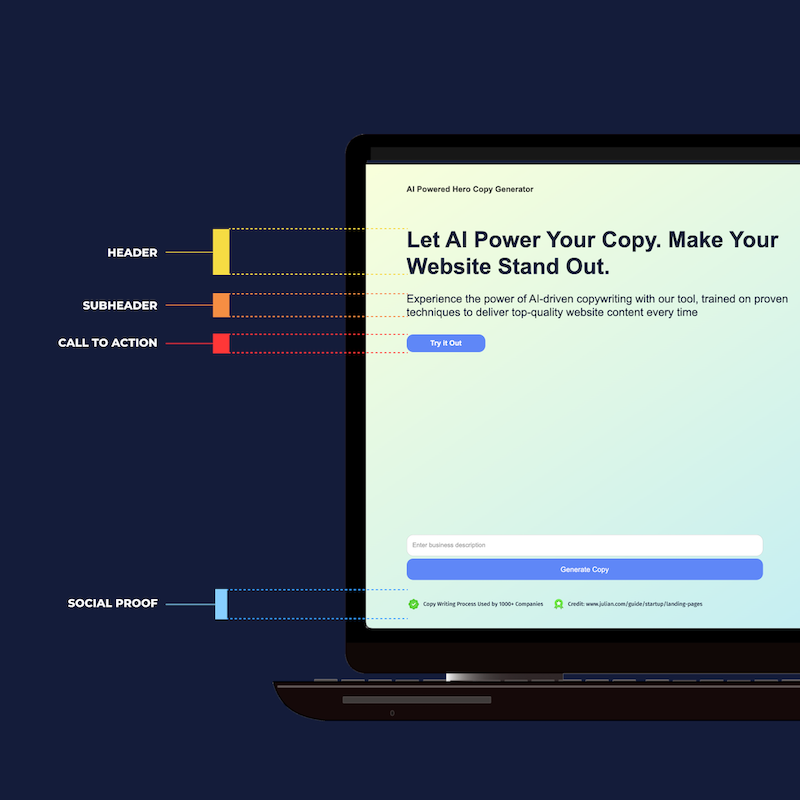 AI Powered Hero Copy Generator
HEADER
Let AI Power Your Copy. Make Your
Website Stand Out.
SUBHEADER
Experience the power of AI-driven copywriting with our tool, trained on proven
techniques to deliver top-quality website content every time
CALL TO ACTION
Try it Out
Enter business description
Generate Copy
SOCIAL PROOF
Copy Writing Process Used by 1000+ Companies
Credit: www.julian.com/guide/startup/landing-pages